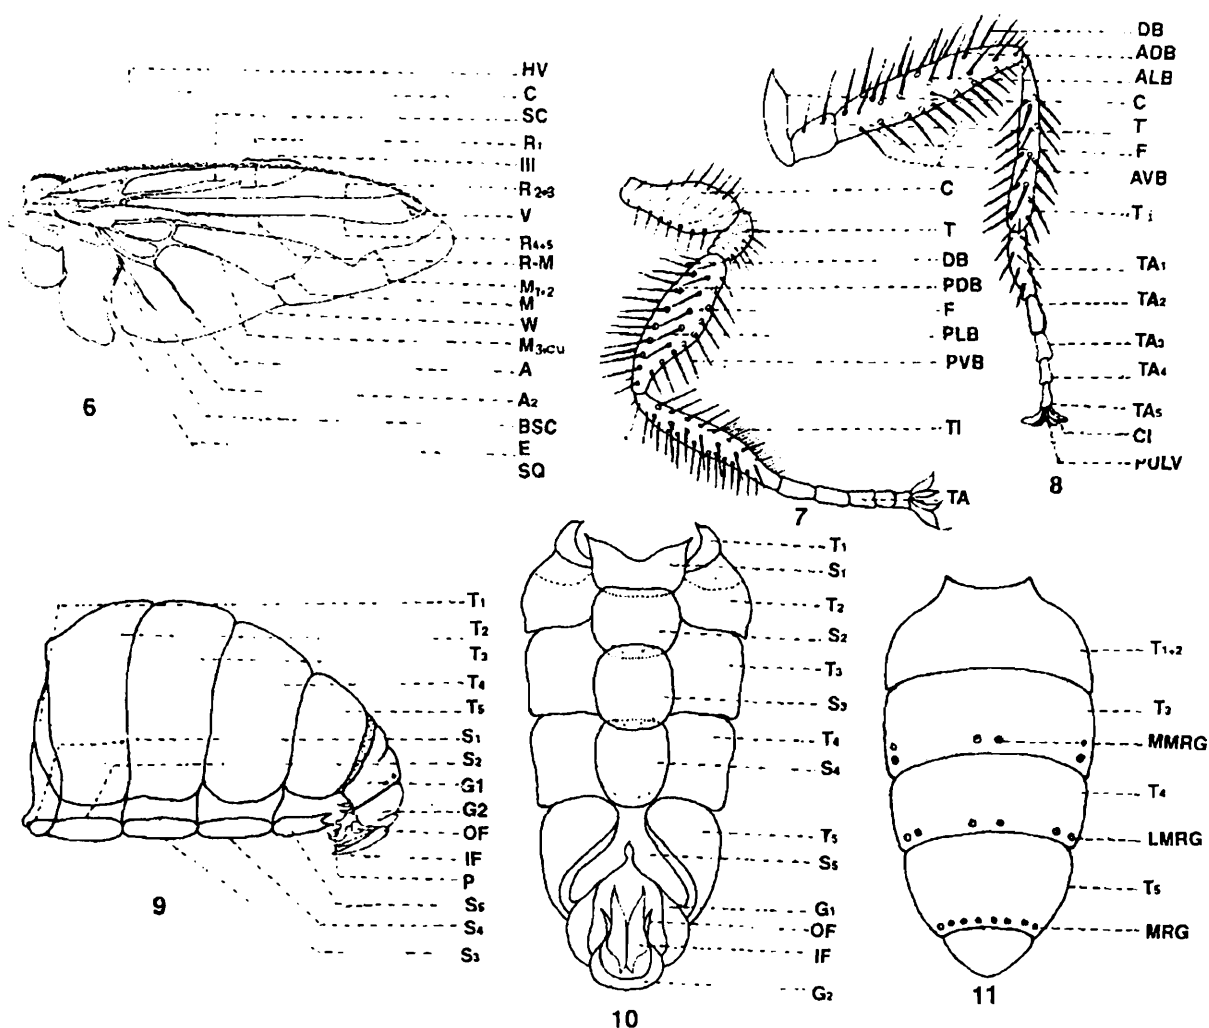 HV
C
SC
R1
III
R2+3
V
R4+5
R-M
M1+2
M
W
M3+cu
A
A2
BSC
E
SQ
6
C
T
DB
PDB
F
PLB
PVB
TI
TA
7
DB
ADB
ALB
C
T
F
AVB
Ti
TA1
TA2
TA3
TA4
TA5
Cl
PULV
8
T1
T2
T3
T4
T5
S1
S2
G1
G2
OF
IF
P
S5
S4
S3
9
T1
S1
T2
S2
T3
S3
T4
S4
T5
S5
G1
OF
IF
G2
10
T1+2
T3
MMRG
T4
LMRG
T5
MRG
11